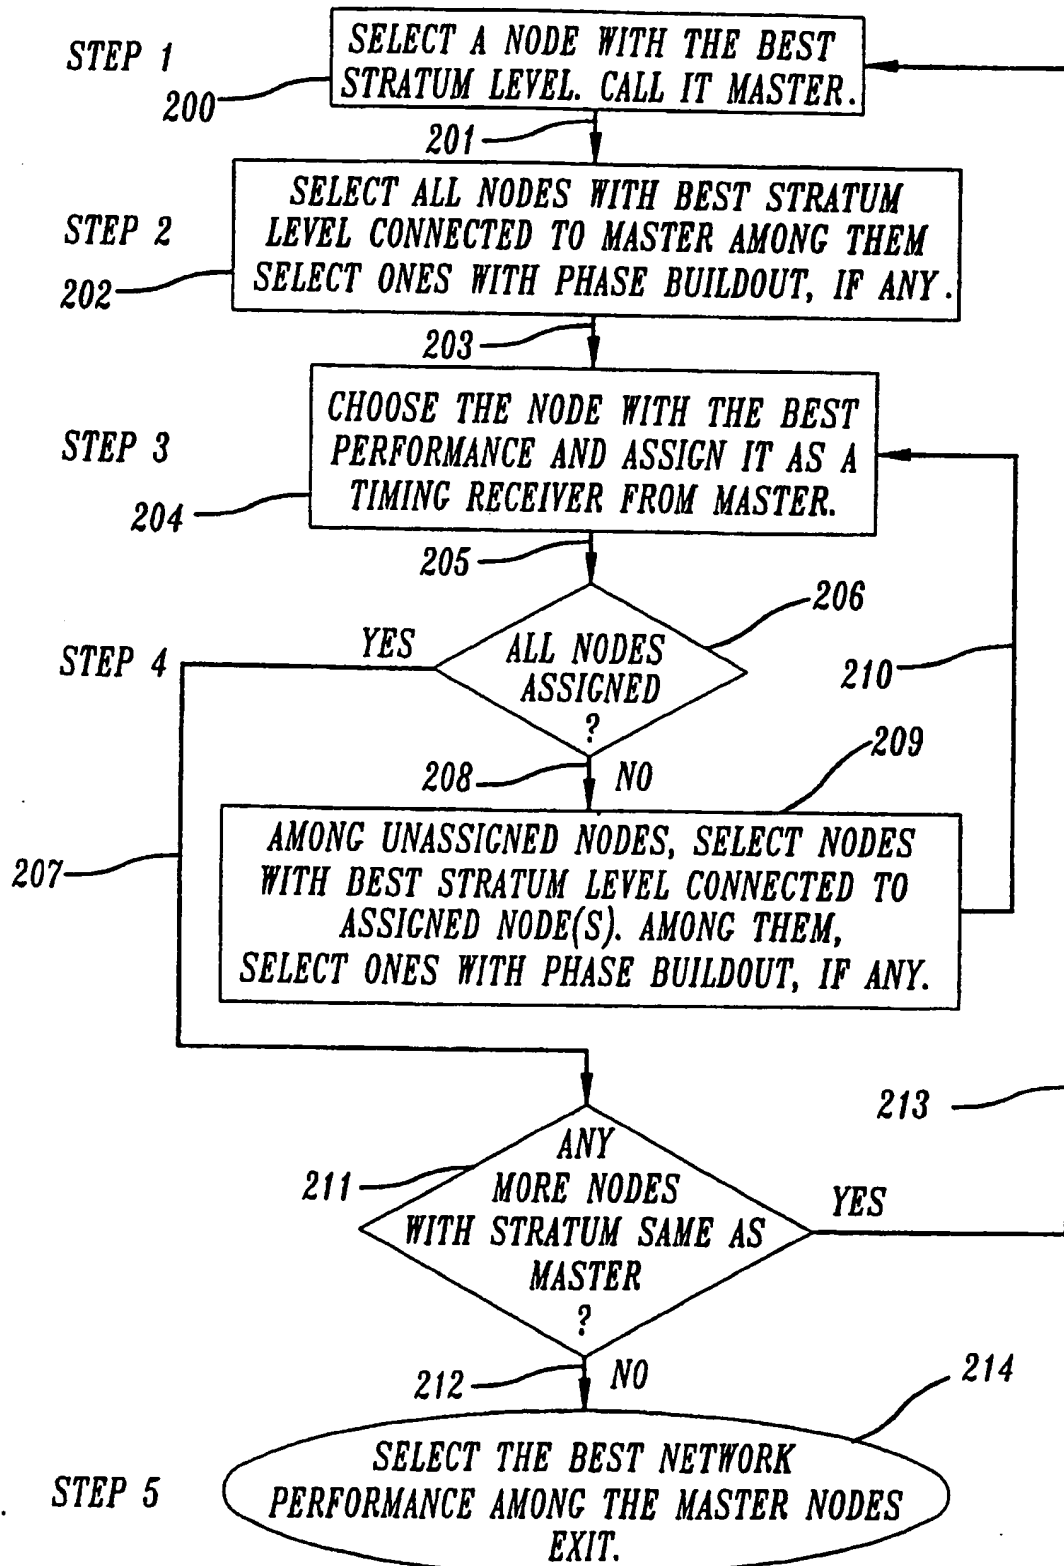 STEP 1
SELECT A NODE WITH THE BEST
STRATUM LEVEL. CALL IT MASTER.
200
201
STEP 2
SELECT ALL NODES WITH BEST STRATUM
LEVEL CONNECTED TO MASTER AMONG THEM
SELECT ONES WITH PHASE BUILDOUT, IF ANY.
202
203
STEP 3
CHOOSE THE NODE WITH THE BEST
PERFORMANCE AND ASSIGN IT AS A
TIMING RECEIVER FROM MASTER.
204
205
206
STEP 4
YES
ALL NODES
ASSIGNED
?
210
208
NO
209
207
AMONG UNASSIGNED NODES, SELECT NODES
WITH BEST STRATUM LEVEL CONNECTED TO
ASSIGNED NODE(S). AMONG THEM,
SELECT ONES WITH PHASE BUILDOUT, IF ANY.
213
211
ANY
MORE NODES
WITH STRATUM SAME AS
MASTER
?
YES
212
NO
214
STEP 5
SELECT THE BEST NETWORK
PERFORMANCE AMONG THE MASTER NODES
EXIT.